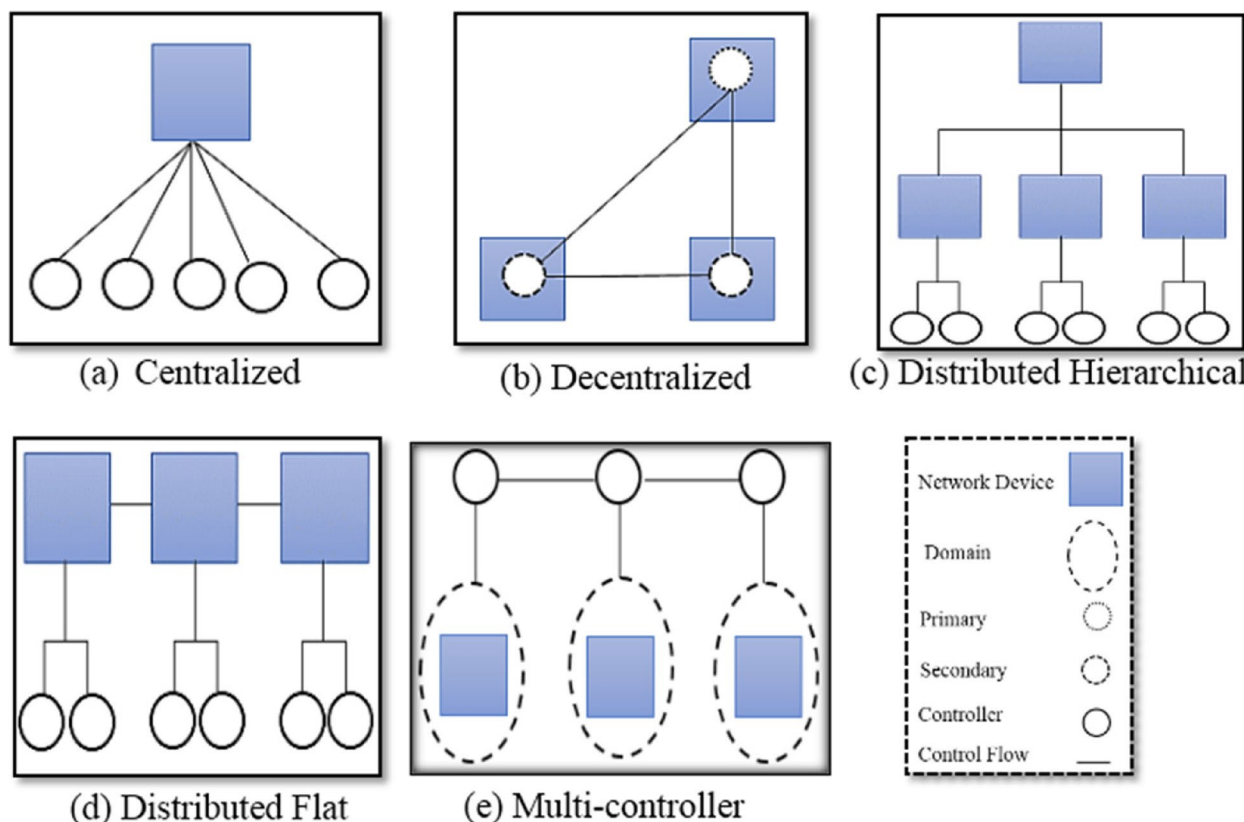 (a) Centralized
(b) Decentralized
(c) Distributed Hierarchical
(d) Distributed Flat
(e) Multi-controller
Network Device
Domain
Primary
Secondary
Controller
Control Flow